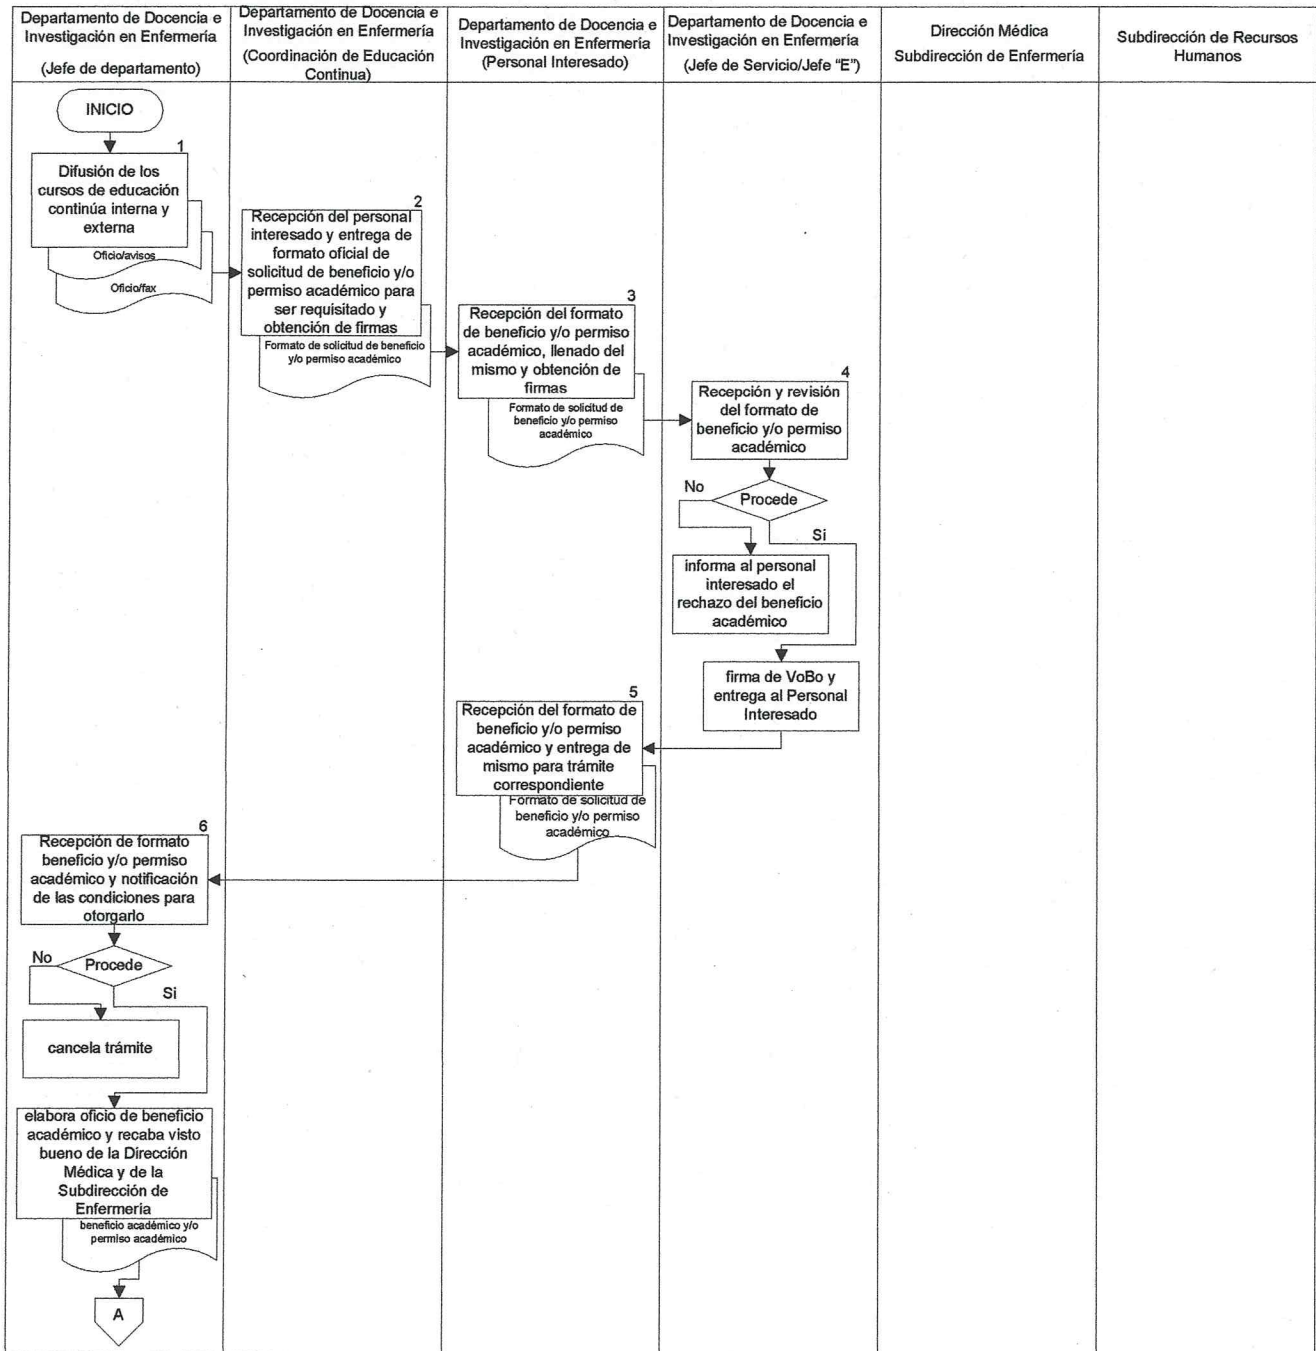 Departamento de Docencia e
Investigación en Enfermería
(Jefe de departamento)
Departamento de Docencia e
Investigación en Enfermería
(Coordinación de Educación
Continua)
Departamento de Docencia e
Investigación en Enfermería
(Personal Interesado)
Departamento de Docencia e
Investigación en Enfermería
(Jefe de Servicio/Jefe "E")
Dirección Médica
Subdirección de Enfermería
Subdirección de Recursos
Humanos
INICIO
1
Difusión de los
cursos de educación
continúa interna y
externa
Oficio/avisos
Oficio/fax
2
Recepción del personal
interesado y entrega de
formato oficial de
solicitud de beneficio y/o
permiso académico para
ser requisitado y
obtención de firmas
Formato de solicitud de beneficio
y/o permiso académico
3
Recepción del formato
de beneficio y/o permiso
académico, llenado del
mismo y obtención de
firmas
Formato de solicitud de
beneficio y/o permiso
académico
4
Recepción y revisión
del formato de
beneficio y/o permiso
académico
Procede
No
Si
informa al personal
interesado el
rechazo del beneficio
académico
firma de VoBo y
entrega al Personal
Interesado
5
Recepción del formato de
beneficio y/o permiso
académico y entrega de
mismo para trámite
correspondiente
Formato de solicitud de
beneficio y/o permiso
académico
6
Recepción de formato
beneficio y/o permiso
académico y notificación
de las condiciones para
otorgarlo
No
Procede
Si
cancela trámite
elabora oficio de beneficio
académico y recaba visto
bueno de la Dirección
Médica y de la
Subdirección de
Enfermería
beneficio académico y/o
permiso académico
A